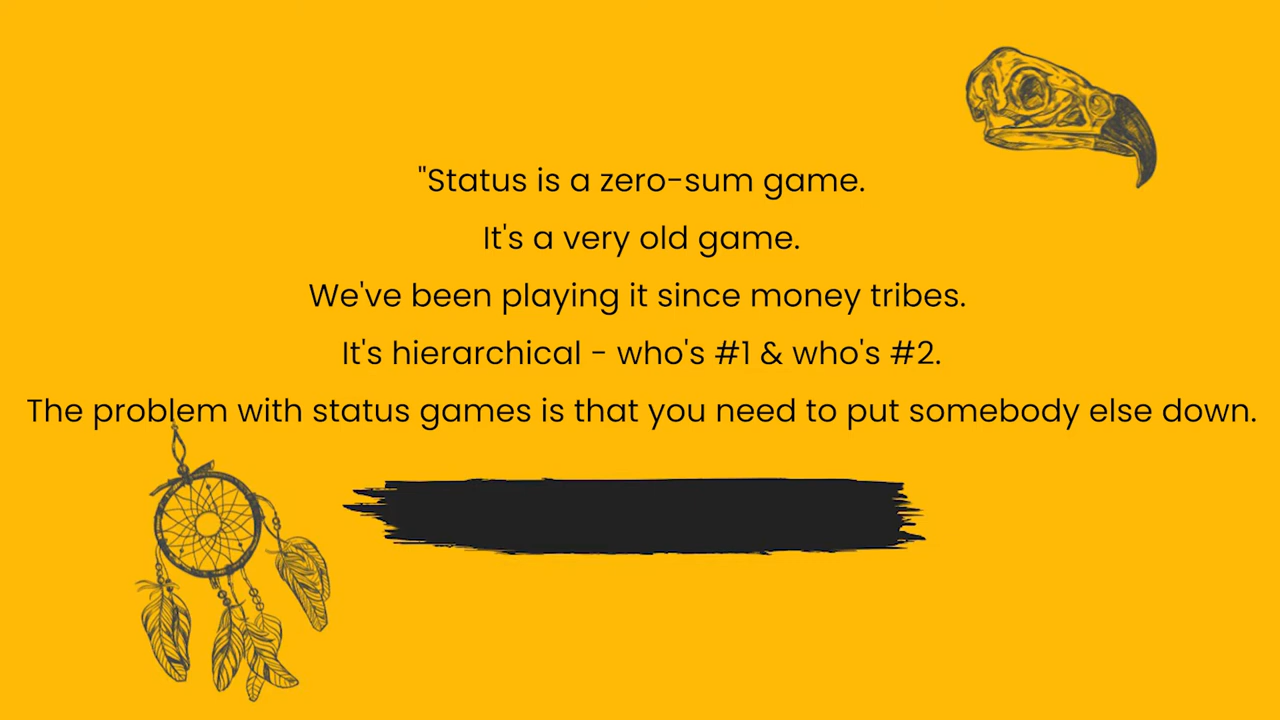 "Status is a zero-sum game.
It's a very old game.
We've been playing it since money tribes.
It's hierarchical - who's #1 & who's #2.
The problem with status games is that you need to put somebody else down.